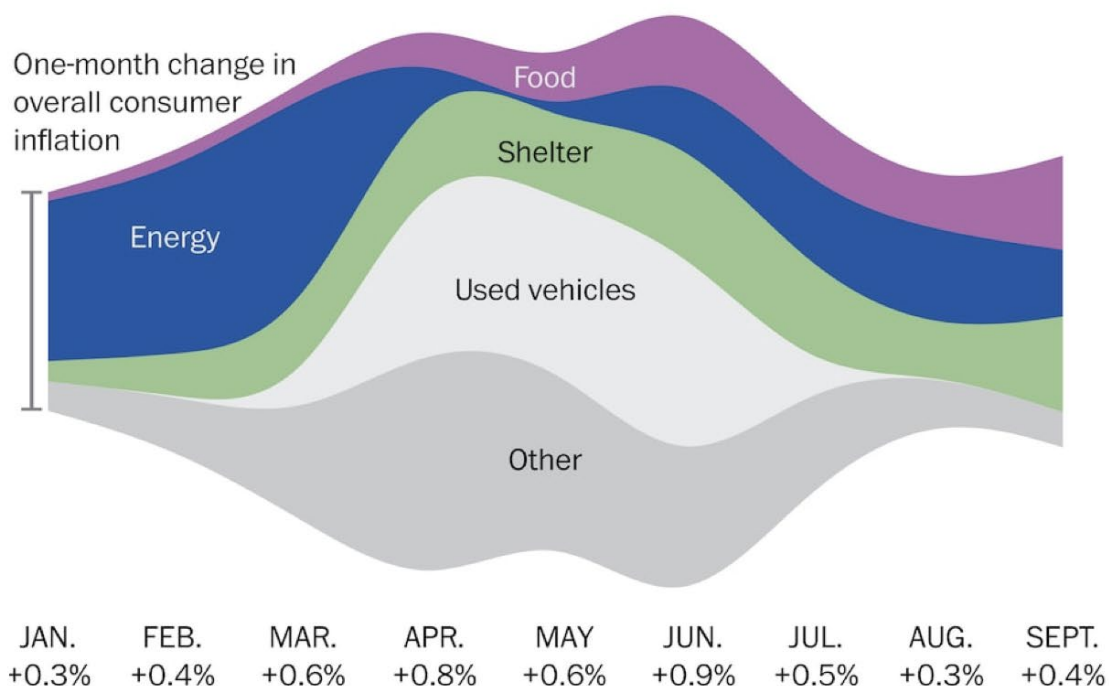 One-month change in
overall consumer
inflation
Food
Shelter
Energy
Used vehicles
Other
JAN. FEB. MAR. APR. MAY JUN. JUL. AUG. SEPT.
+0.3% +0.4% +0.6% +0.8% +0.6% +0.9% +0.5% +0.3% +0.4%